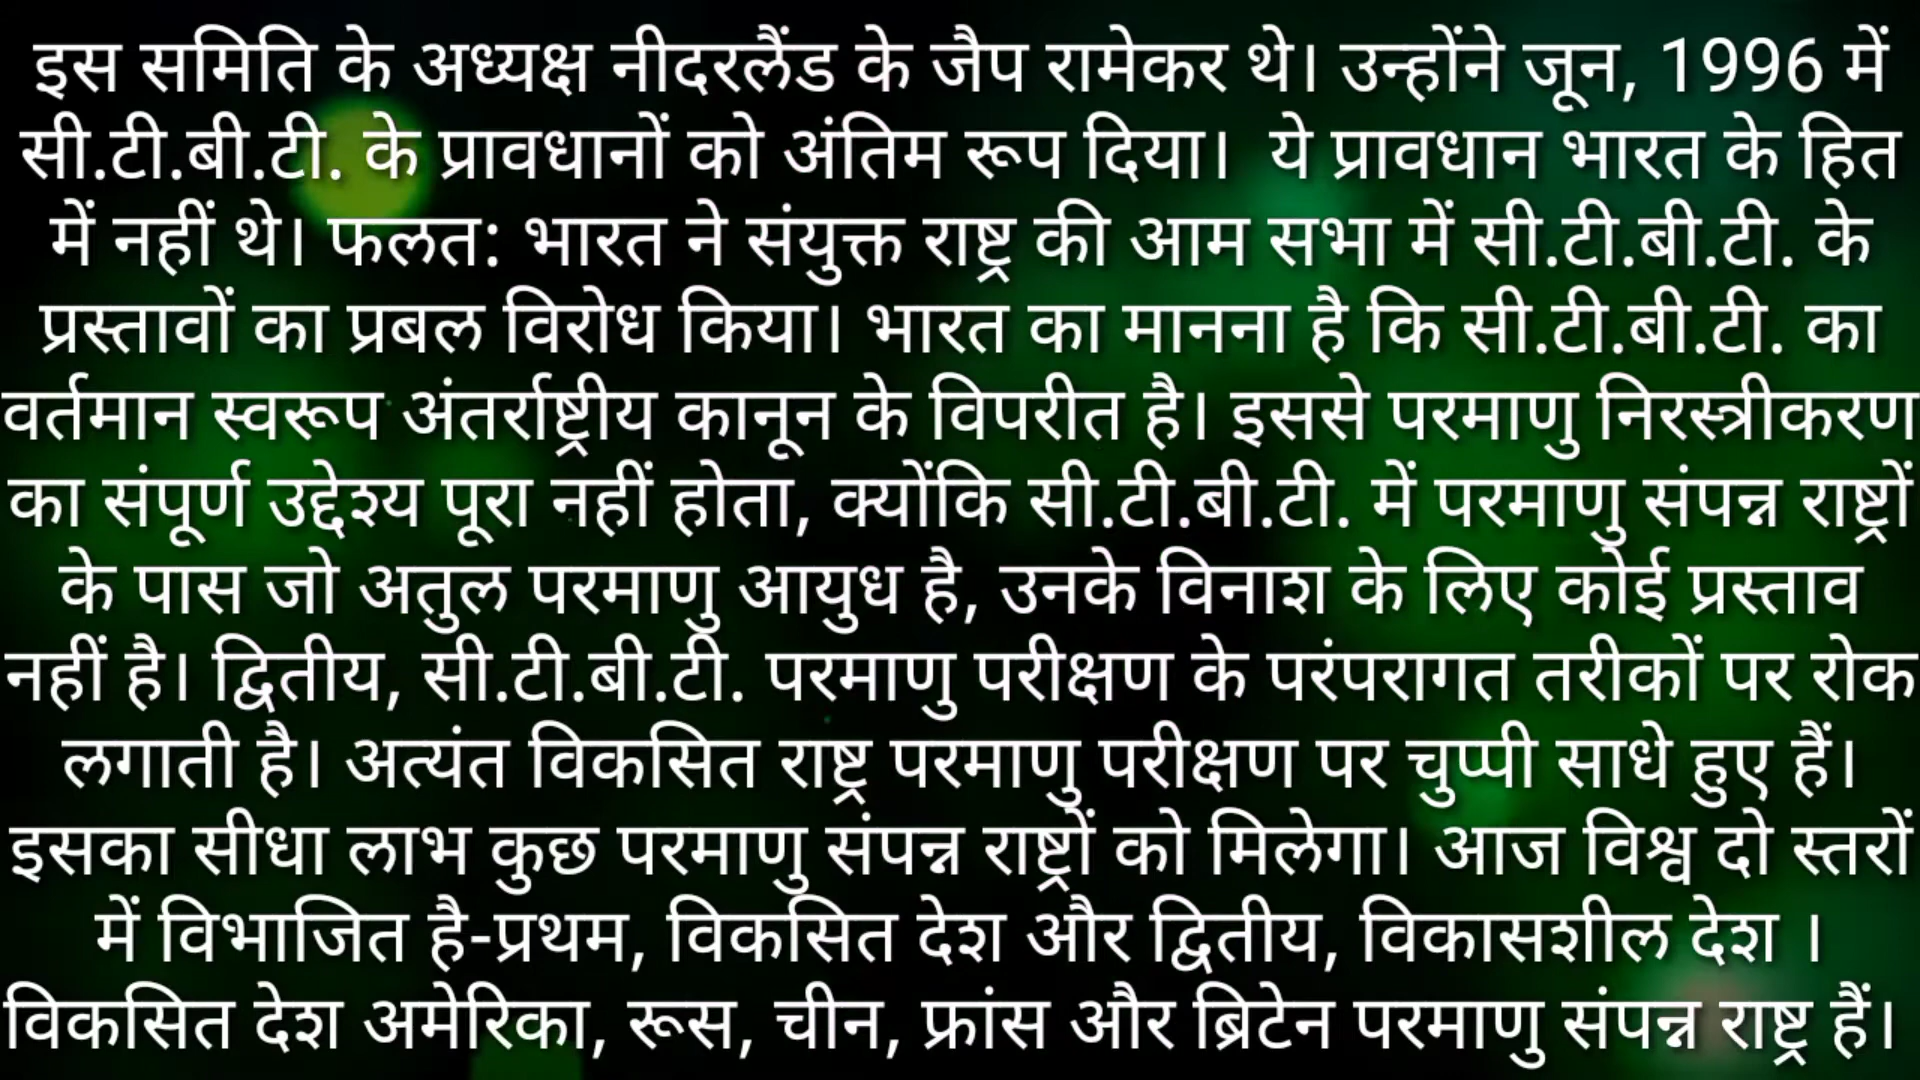 इस समिति के अध्यक्ष नीदरलैंड के जैप रामेकर थे। उन्होंने जून, 1996 में
सी.टी.बी.टी. के प्रावधानों को अंतिम रूप दिया। ये प्रावधान भारत के हित
में नहीं थे। फलत: भारत ने संयुक्त राष्ट्र की आम सभा में सी.टी.बी.टी. के
प्रस्तावों का प्रबल विरोध किया। भारत का मानना है कि सी.टी.बी.टी. का
वर्तमान स्वरूप अंतर्राष्ट्रीय कानून के विपरीत है। इससे परमाणु निरस्त्रीकरण
का संपूर्ण उद्देश्य पूरा नहीं होता, क्योंकि सी.टी.बी.टी. में परमाणु संपन्न राष्ट्रों
के पास जो अतुल परमाणु आयुध है, उनके विनाश के लिए कोई प्रस्ताव
नहीं है। द्वितीय, सी.टी.बी.टी. परमाणु परीक्षण के परंपरागत तरीकों पर रोक
लगाती है। अत्यंत विकसित राष्ट्र परमाणु परीक्षण पर चुप्पी साधे हुए हैं।
इसका सीधा लाभ कुछ परमाणु संपन्न राष्ट्रों को मिलेगा। आज विश्व दो स्तरों
में विभाजित है-प्रथम, विकसित देश और द्वितीय, विकासशील देश ।
विकसित देश अमेरिका, रूस, चीन, फ्रांस और ब्रिटेन परमाणु संपन्न राष्ट्र हैं।